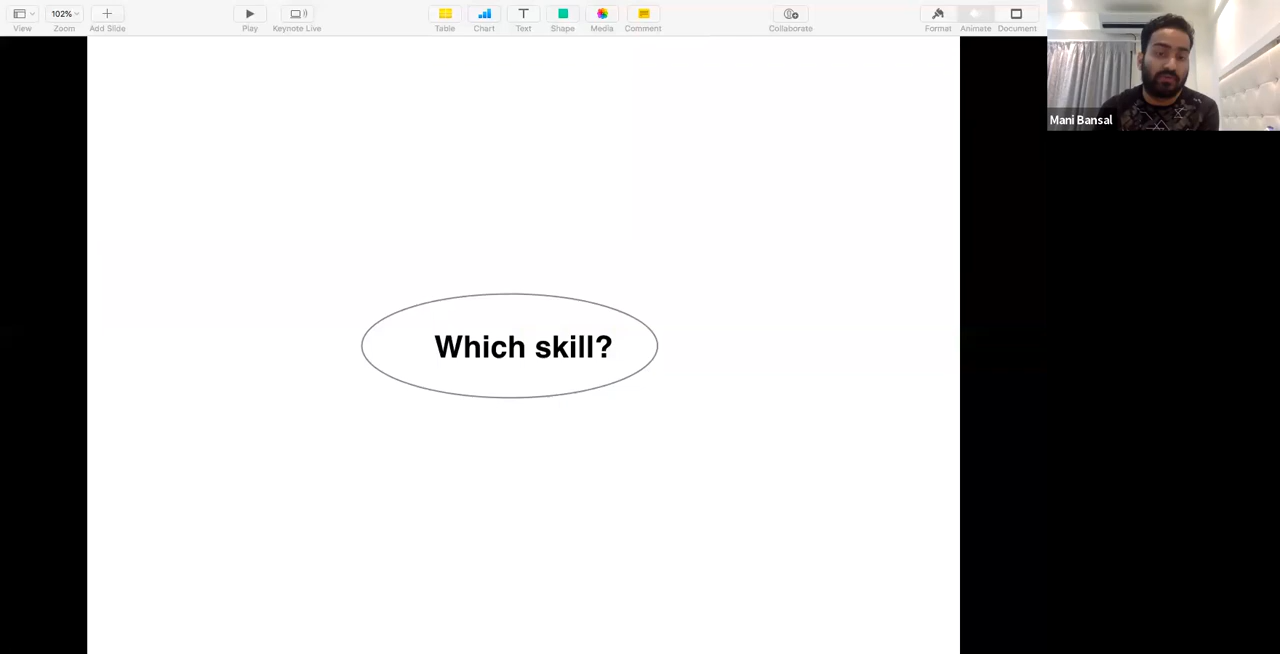 102%
View
Zoom
Add Slide
Play
Keynote Live
Table
Chart
Text
Shape
Media
Comment
Collaborate
Format
Animate
Document
Mani Bansal
Which skill?